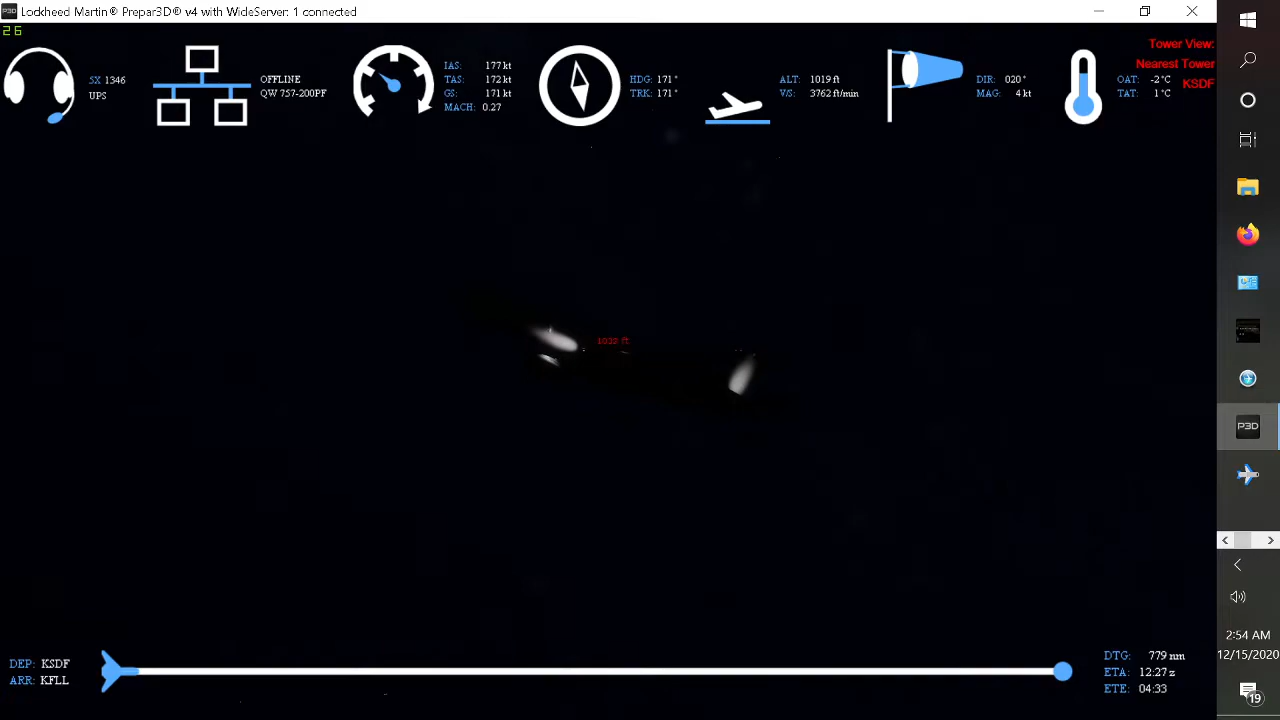 P3D Lockheed Martin® Prepar3D® v4 with WideServer: 1 connected
26
SX 1346
UPS
OFFLINE
QW 757-200PF
IAS: 177 kt
TAS: 172 kt
GS: 171 kt
MACH: 0.27
HDG: 171 °
TRK: 171 °
ALT: 1019 ft
V/S: 3762 ft/min
DIR: 020 °
MAG: 4 kt
OAT: -2 °C
TAT: 1 °C
Tower View:
Nearest Tower
KSDF
1032 ft
DEP: KSDF
ARR: KFLL
DTG: 779 nm
ETA: 12:27 z
ETE: 04:33
P3D
2:54 AM
12/15/2020
19